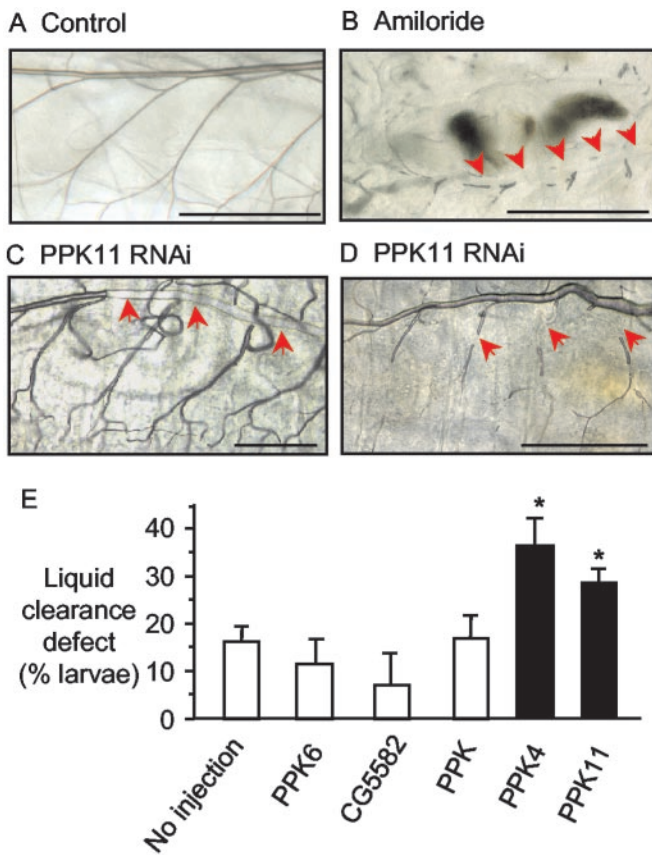 A Control
B Amiloride
C PPK11 RNAi
D PPK11 RNAi
E
Liquid
clearance
defect
(% larvae)
40
30
20
10
0
*
*
No injection
PPK6
CG5582
PPK
PPK4
PPK11